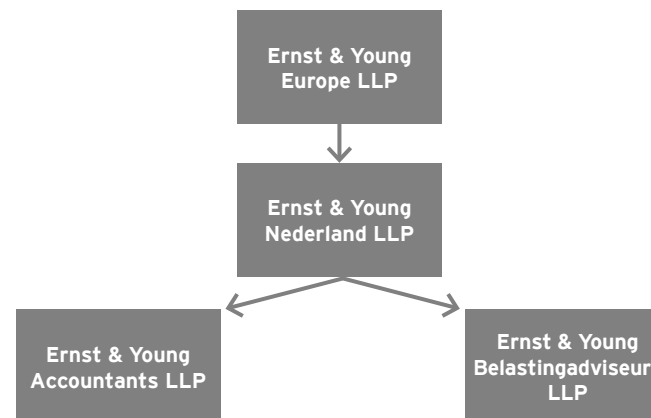 Ernst & Young
Europe LLP
Ernst & Young
Nederland LLP
Ernst & Young
Accountants LLP
Ernst & Young
Belastingadviseur
LLP